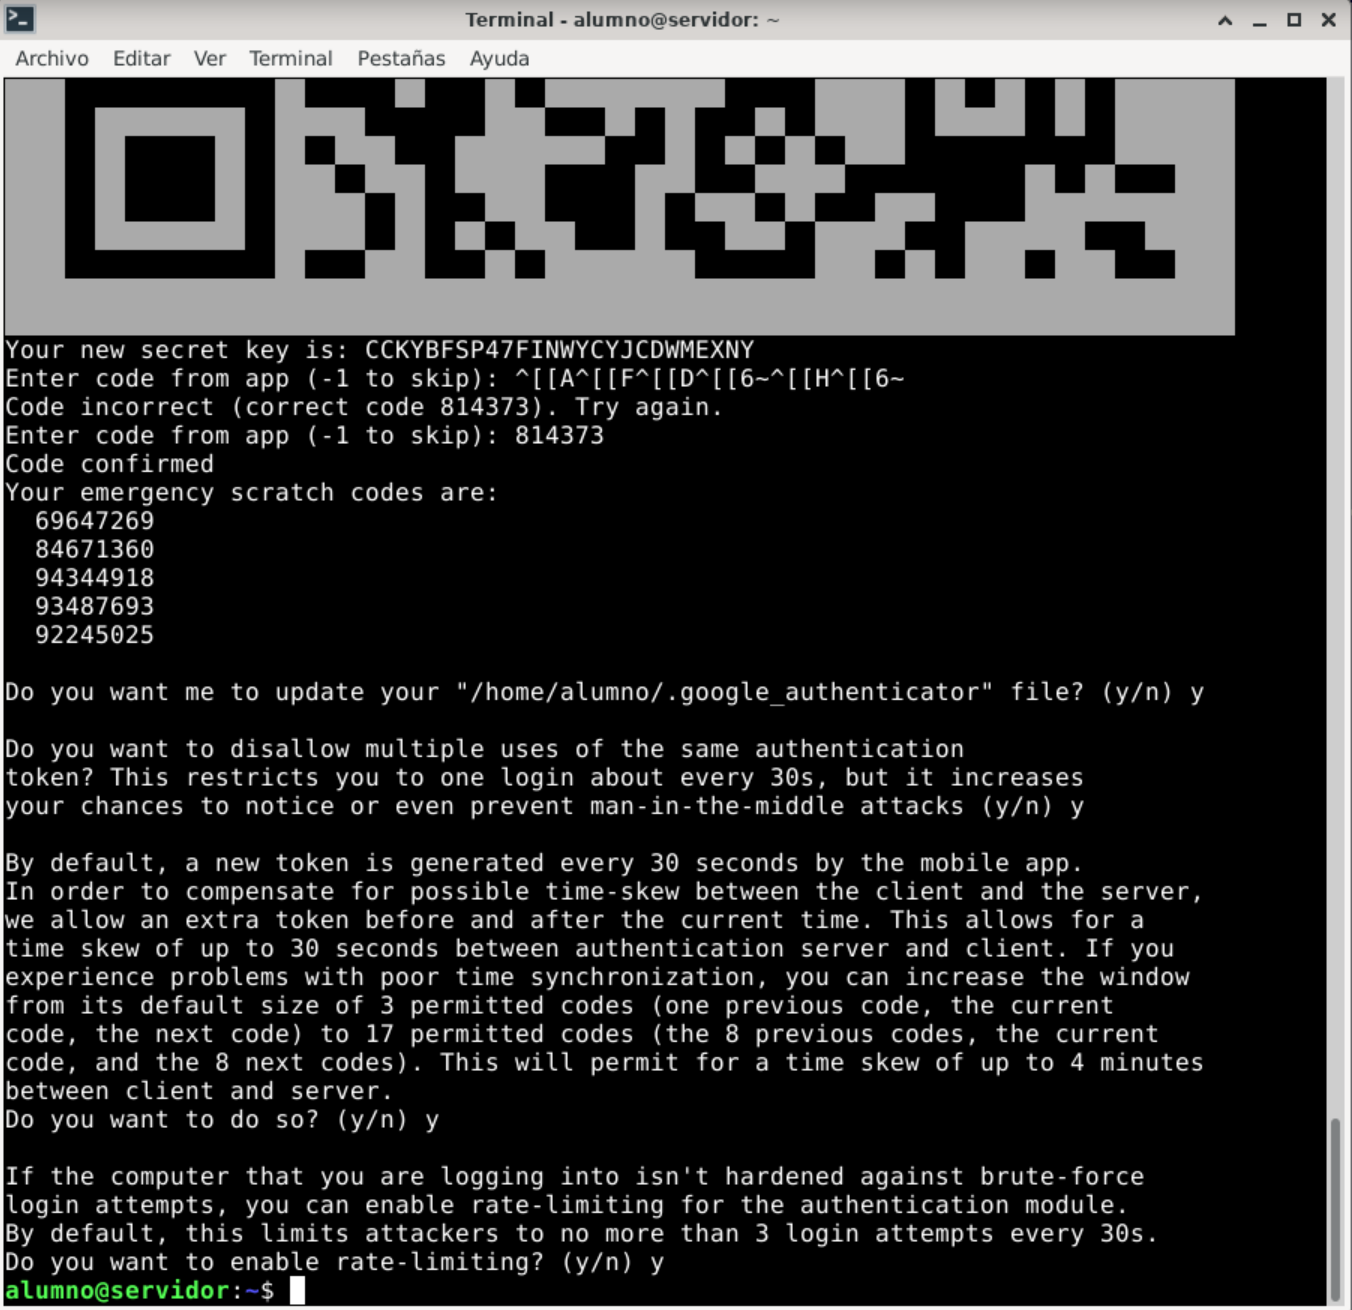 Terminal - alumno@servidor: ~
Archivo Editar Ver Terminal Pestañas Ayuda
Your new secret key is: CCKYBFSP47FINWYCYJCDWMEXNY
Enter code from app (-1 to skip): ^[[A^[[F^[[D^[[6~^[[H^[[6~
Code incorrect (correct code 814373). Try again.
Enter code from app (-1 to skip): 814373
Code confirmed
Your emergency scratch codes are:
69647269
84671360
94344918
93487693
92245025
Do you want me to update your "/home/alumno/.google_authenticator" file? (y/n) y
Do you want to disallow multiple uses of the same authentication
token? This restricts you to one login about every 30s, but it increases
your chances to notice or even prevent man-in-the-middle attacks (y/n) y
By default, a new token is generated every 30 seconds by the mobile app.
In order to compensate for possible time-skew between the client and the server,
we allow an extra token before and after the current time. This allows for a
time skew of up to 30 seconds between authentication server and client. If you
experience problems with poor time synchronization, you can increase the window
from its default size of 3 permitted codes (one previous code, the current
code, the next code) to 17 permitted codes (the 8 previous codes, the current
code, and the 8 next codes). This will permit for a time skew of up to 4 minutes
between client and server.
Do you want to do so? (y/n) y
If the computer that you are logging into isn't hardened against brute-force
login attempts, you can enable rate-limiting for the authentication module.
By default, this limits attackers to no more than 3 login attempts every 30s.
Do you want to enable rate-limiting? (y/n) y
alumno@servidor:~$